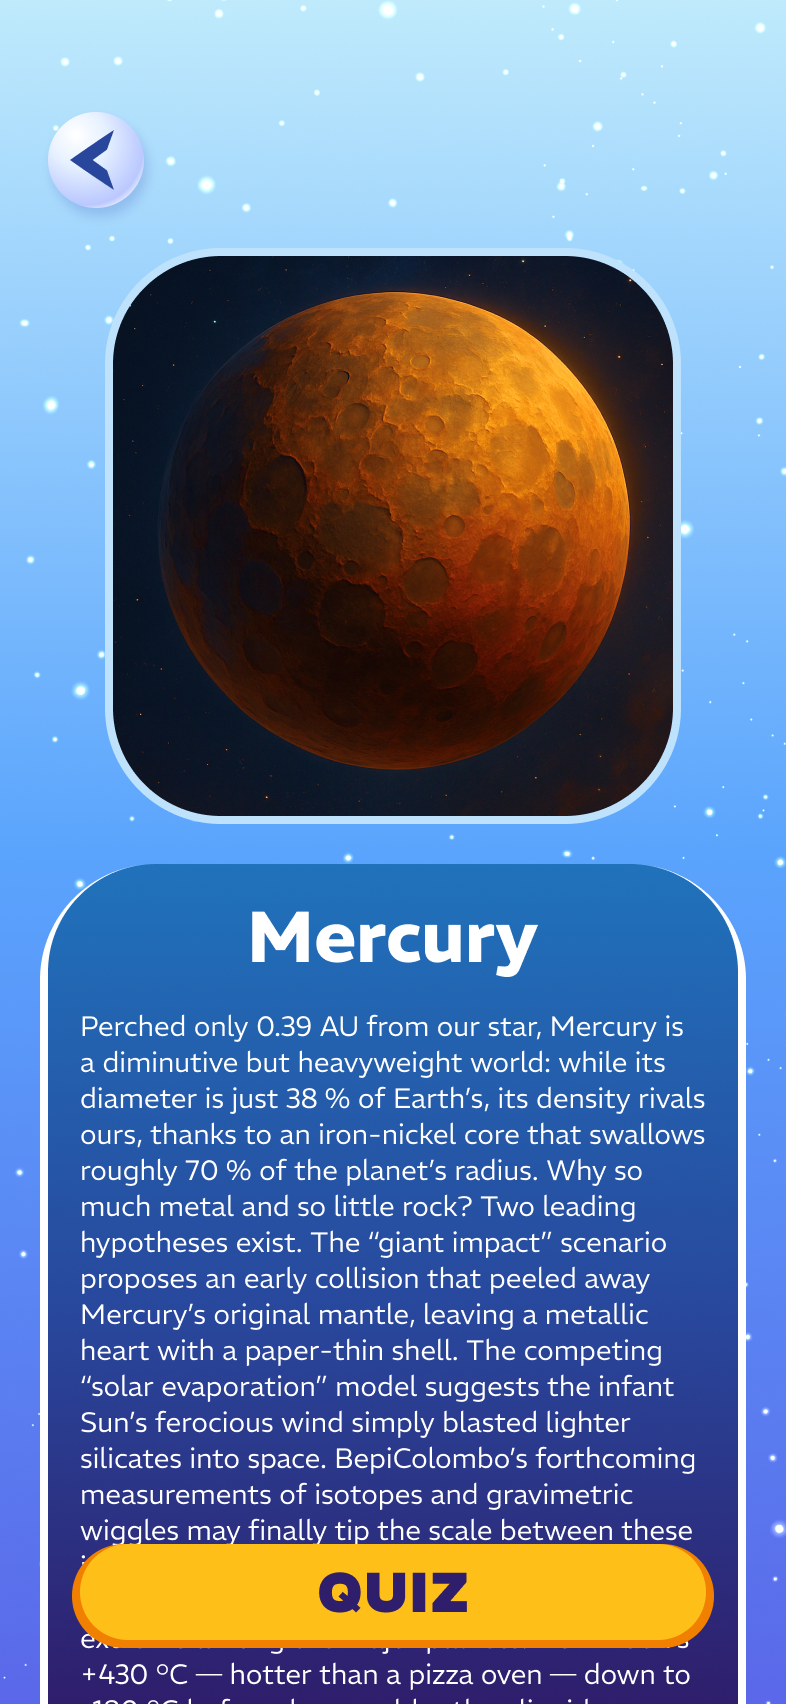 Mercury
Perched only 0.39 AU from our star, Mercury is
a diminutive but heavyweight world: while its
diameter is just 38 % of Earth’s, its density rivals
ours, thanks to an iron-nickel core that swallows
roughly 70 % of the planet’s radius. Why so
much metal and so little rock? Two leading
hypotheses exist. The “giant impact” scenario
proposes an early collision that peeled away
Mercury’s original mantle, leaving a metallic
heart with a paper-thin shell. The competing
“solar evaporation” model suggests the infant
Sun’s ferocious wind simply blasted lighter
silicates into space. BepiColombo’s forthcoming
measurements of isotopes and gravimetric
wiggles may finally tip the scale between these
QUIZ
+430 °C — hotter than a pizza oven — down to